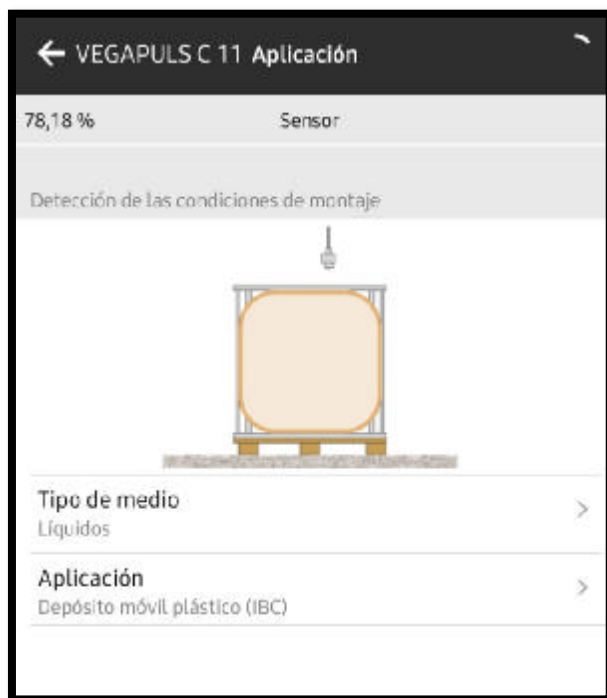 ← VEGAPULS C 11 Aplicación
78,18 % Sensor
Detección de las condiciones de montaje
Tipo de medio
Líquidos
Aplicación
Depósito móvil plástico (IBC)